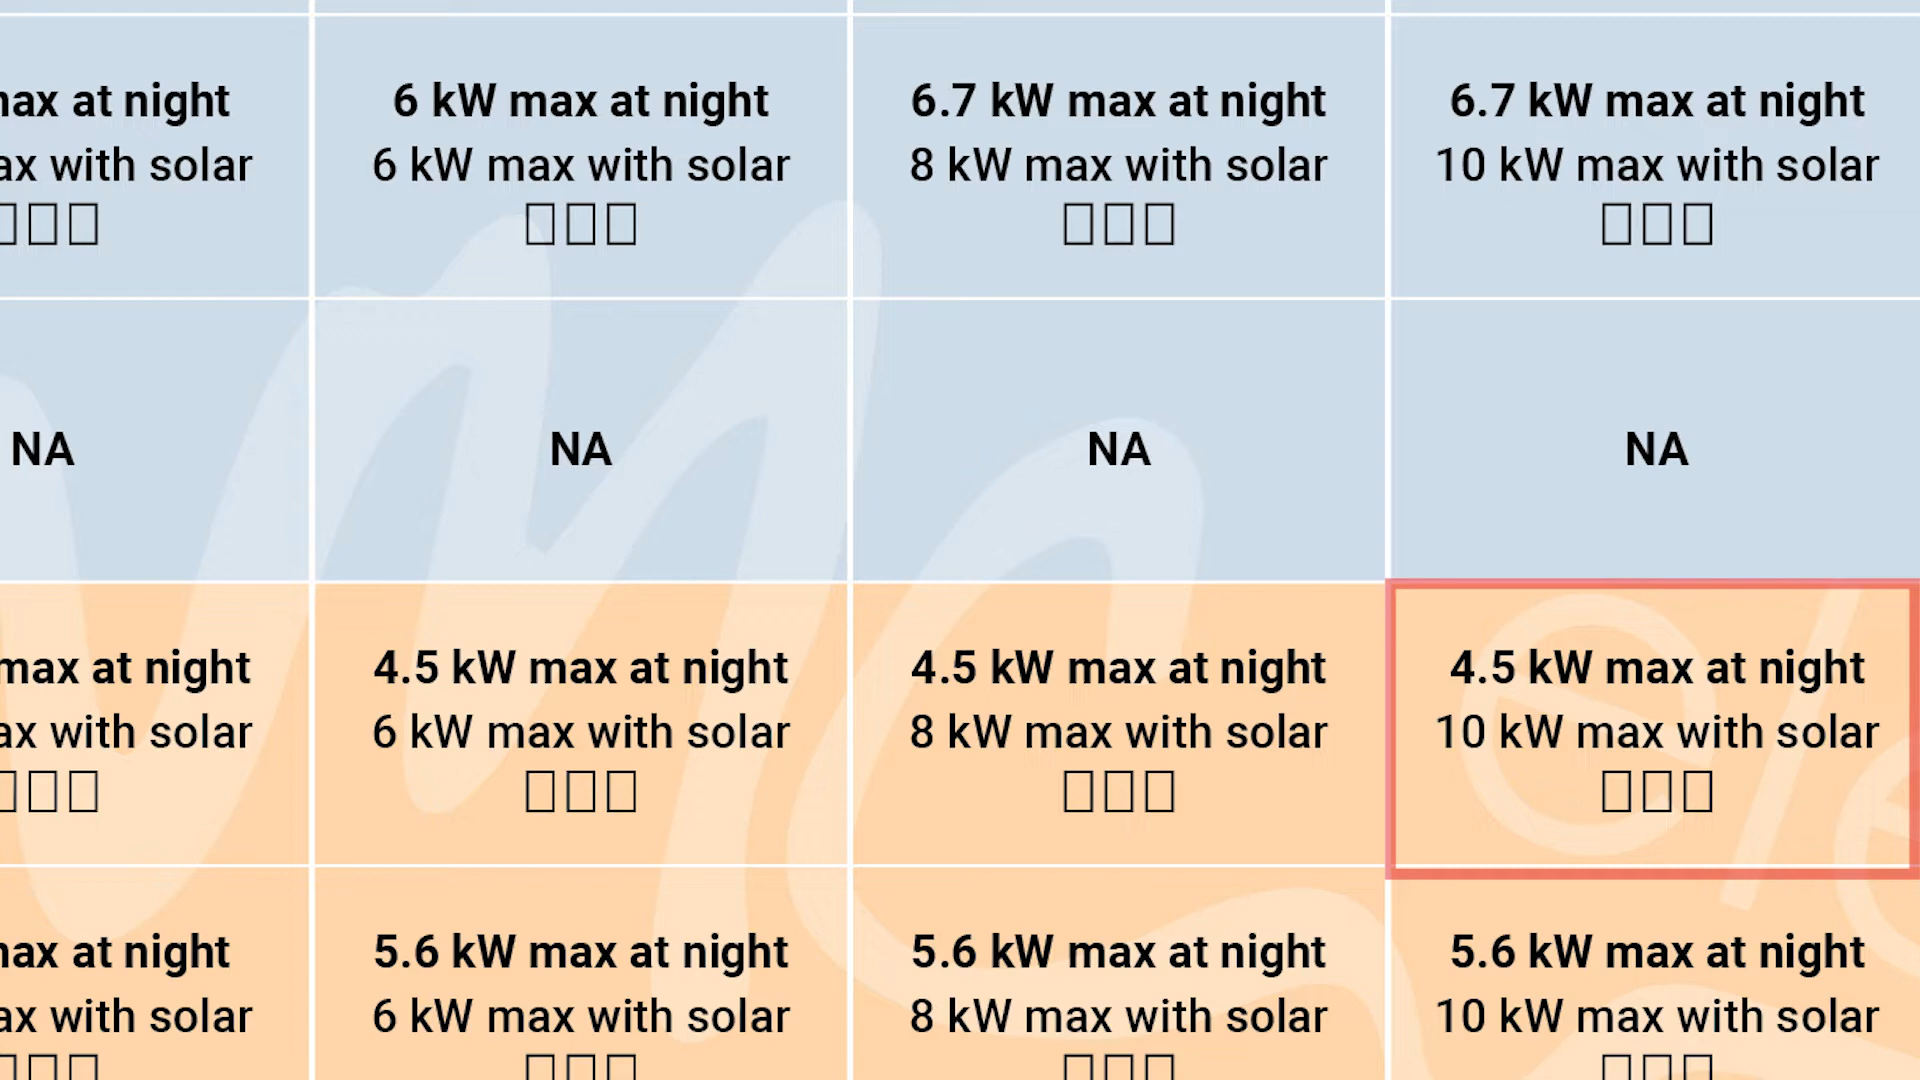 max at night
6 kW max at night
6.7 kW max at night
6.7 kW max at night
max with solar
6 kW max with solar
8 kW max with solar
10 kW max with solar
NA
NA
NA
NA
max at night
4.5 kW max at night
4.5 kW max at night
4.5 kW max at night
max with solar
6 kW max with solar
8 kW max with solar
10 kW max with solar
max at night
5.6 kW max at night
5.6 kW max at night
5.6 kW max at night
max with solar
6 kW max with solar
8 kW max with solar
10 kW max with solar